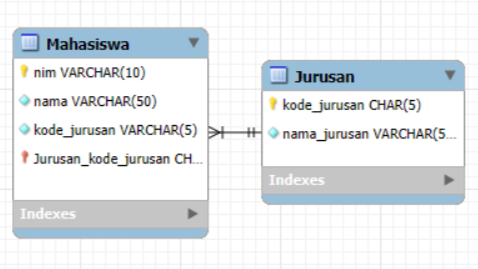 Mahasiswa
nim VARCHAR(10)
nama VARCHAR(50)
kode_jurusan VARCHAR(5)
Jurusan_kode_jurusan CH...
Indexes
Jurusan
kode_jurusan CHAR(5)
nama_jurusan VARCHAR(5...
Indexes